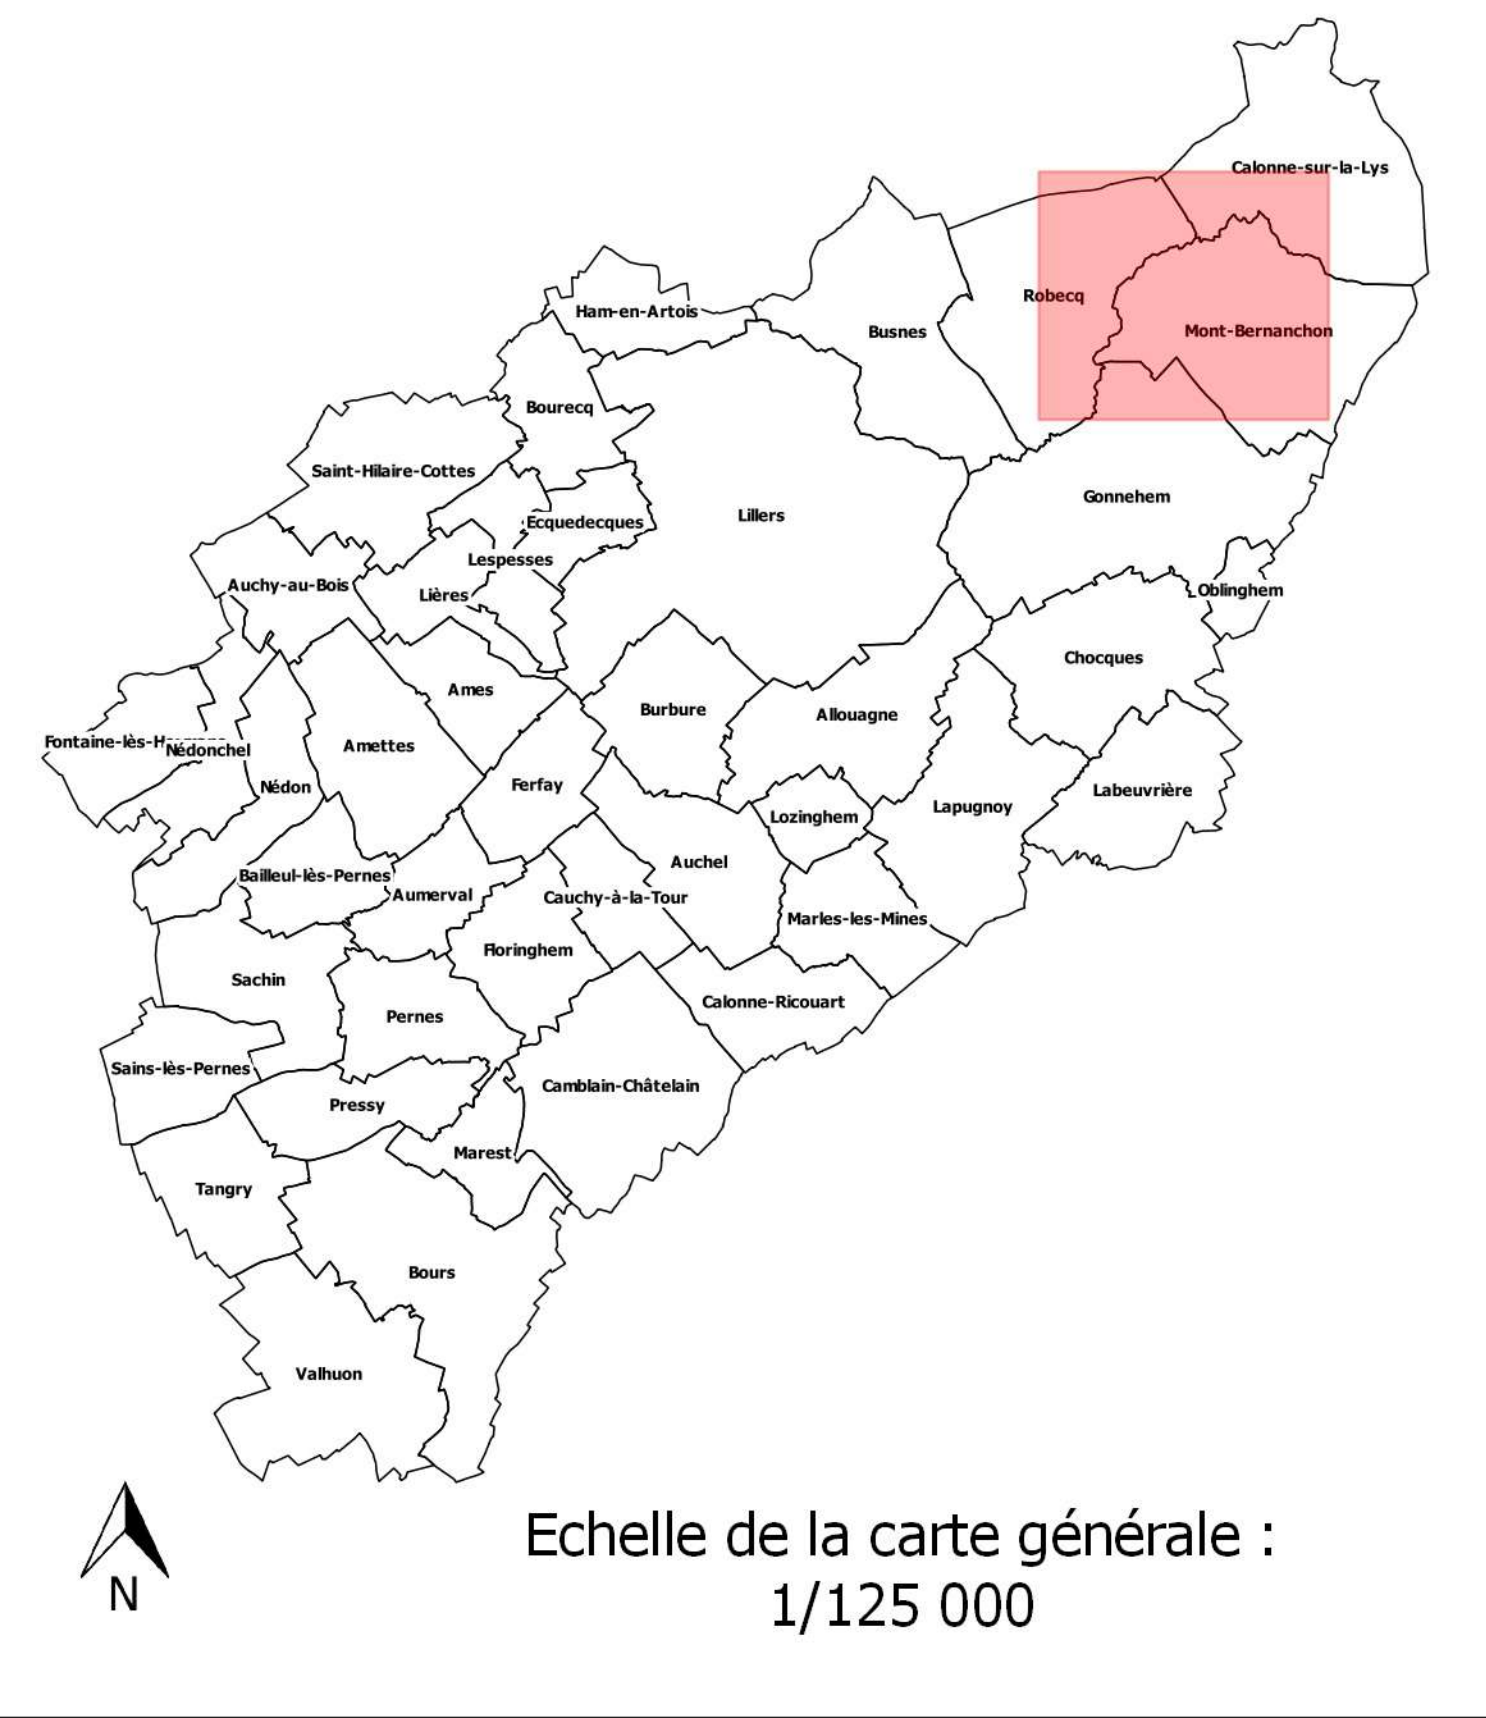 Calonne-sur-la-Lys
Robecq
Ham-en-Artois
Busnes
Mont-Bernanchon
Bourecq
Saint-Hilaire-Cottes
Gonnehem
Lillers
Ecquedecques
Lespesses
Auchy-au-Bois
Lières
Oblinghem
Chocques
Ames
Burbure
Allouagne
Fontaine-lès-H
Nédonchel
Amettes
Nédon
Ferfay
Labeuvrière
Lapugnoy
Lozinghem
Auchel
Bailleul-lès-Pernes
Aumerval
Cauchy-à-la-Tour
Marles-les-Mines
Floringhem
Sachin
Calonne-Ricouart
Pernes
Sains-lès-Pernes
Camblain-Châtelain
Pressy
Marest
Tangry
Bours
Valhuon
N
Echelle de la carte générale :
1/125 000